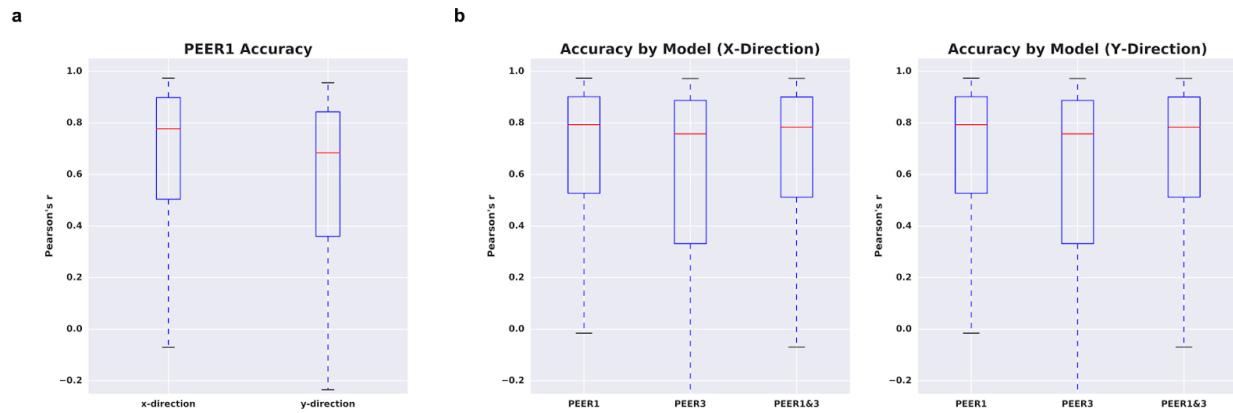 a
PEER1 Accuracy
Pearson's r
1.0
0.8
0.6
0.4
0.2
0.0
−0.2
x-direction y-direction
b
Accuracy by Model (X-Direction)
Pearson's r
1.0
0.8
0.6
0.4
0.2
0.0
−0.2
PEER1 PEER3 PEER1&3
Accuracy by Model (Y-Direction)
Pearson's r
1.0
0.8
0.6
0.4
0.2
0.0
−0.2
PEER1 PEER3 PEER1&3